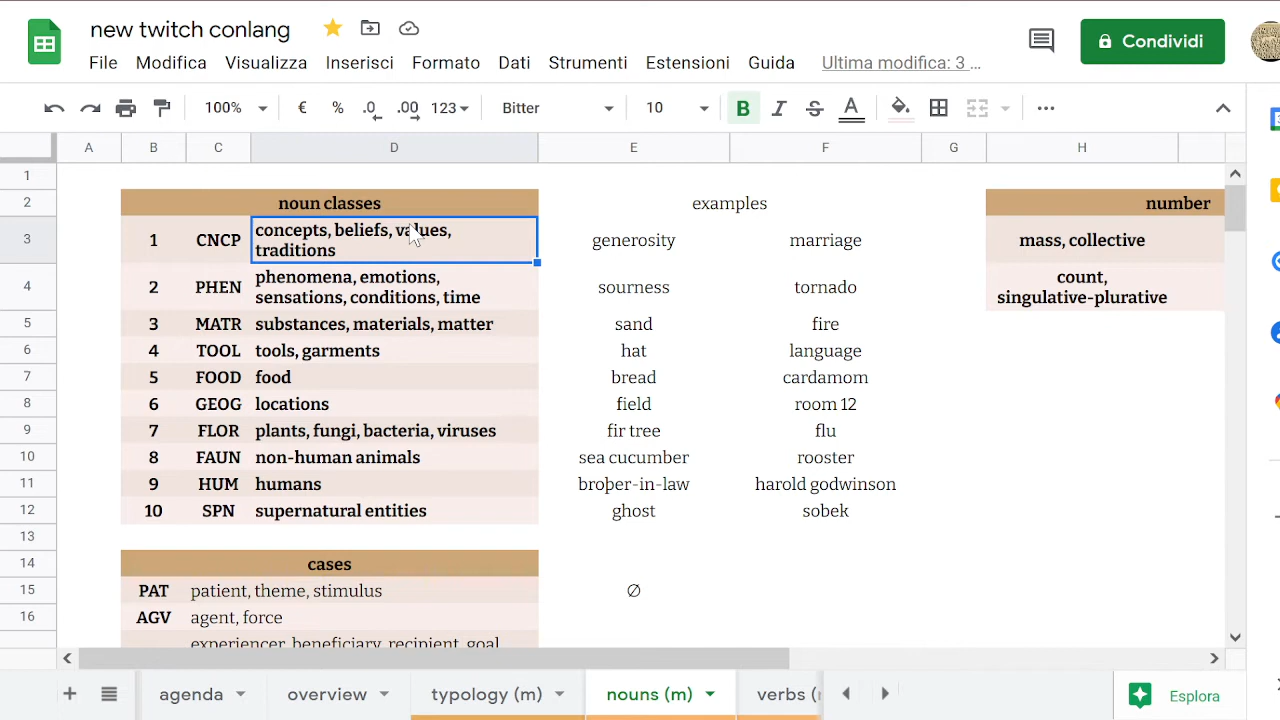 new twitch conlang
Condividi
File Modifica Visualizza Inserisci Formato Dati Strumenti Estensioni Guida Ultima modifica: 3 …
100% € % .0 .00 123 Bitter 10 B I S A
A B C D E F G H
1
2 noun classes examples number
3 1 CNCP concepts, beliefs, values, generosity marriage mass, collective
traditions
4 2 PHEN phenomena, emotions, sourness tornado count,
sensations, conditions, time singulative-plurative
5 3 MATR substances, materials, matter sand fire
6 4 TOOL tools, garments hat language
7 5 FOOD food bread cardamom
8 6 GEOG locations field room 12
9 7 FLOR plants, fungi, bacteria, viruses fir tree flu
10 8 FAUN non-human animals sea cucumber rooster
11 9 HUM humans broþer-in-law harold godwinson
12 10 SPN supernatural entities ghost sobek
13
14 cases
15 PAT patient, theme, stimulus ∅
16 AGV agent, force
experiencer, beneficiary, recipient, goal
agenda overview typology (m) nouns (m) verbs ( Esplora